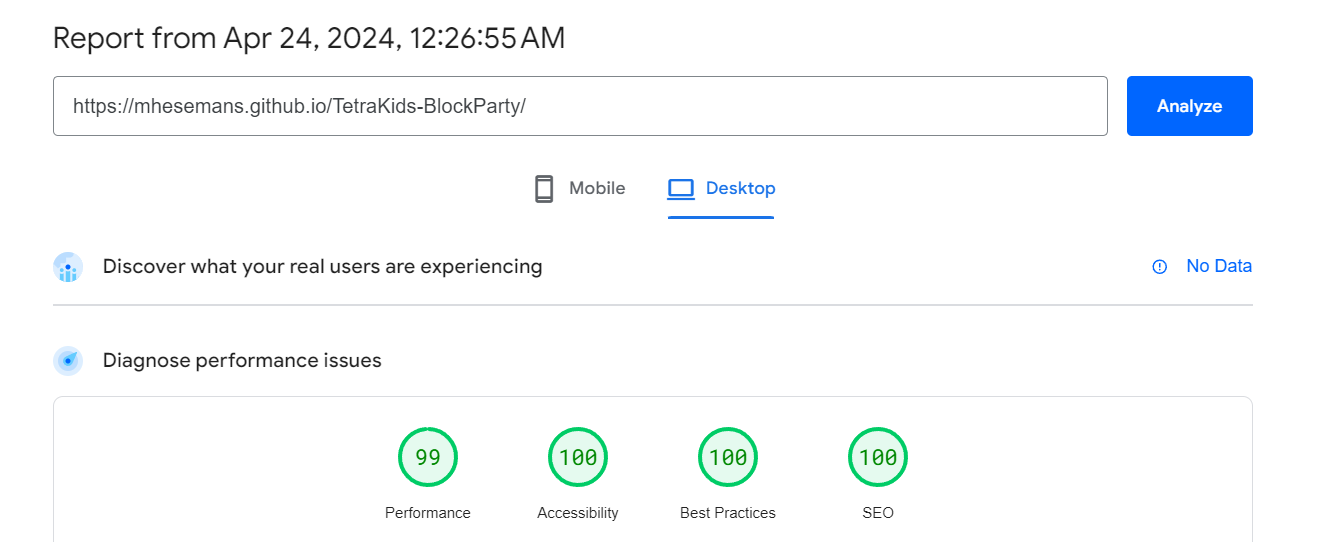 Report from Apr 24, 2024, 12:26:55 AM
https://mhesemans.github.io/TetraKids-BlockParty/
Analyze
Mobile
Desktop
Discover what your real users are experiencing
No Data
Diagnose performance issues
99
100
100
100
Performance
Accessibility
Best Practices
SEO